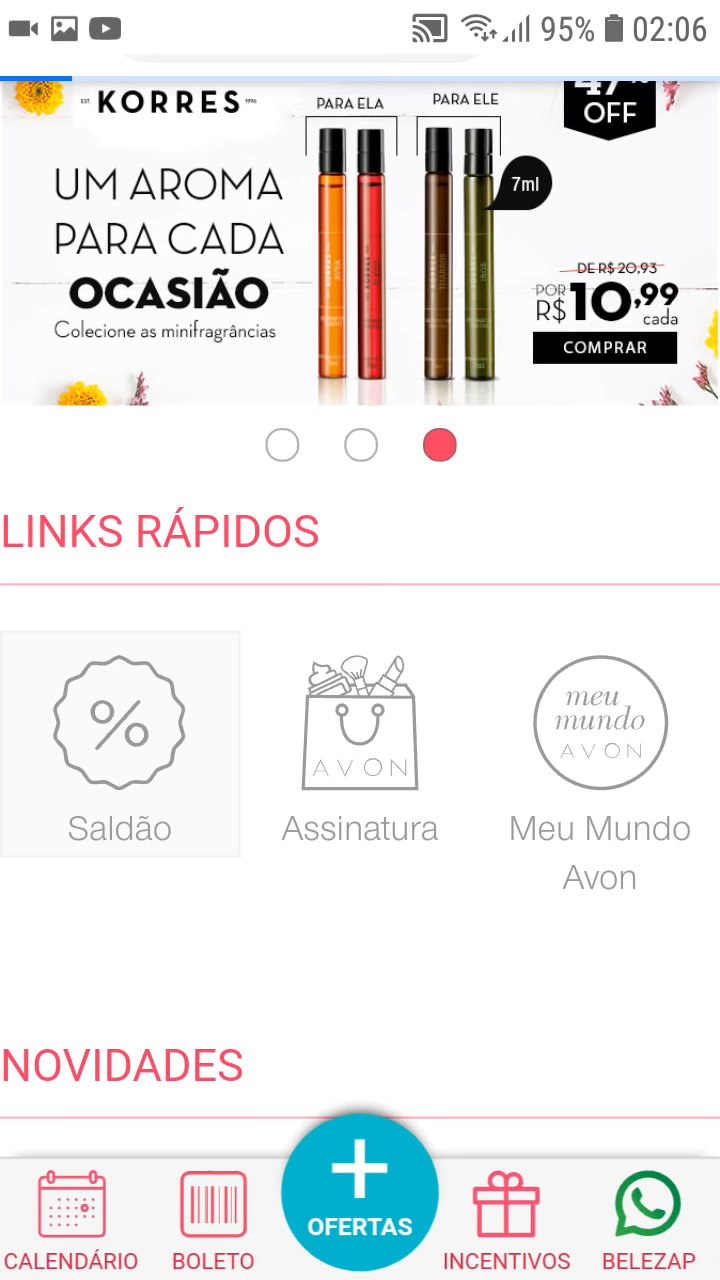 95% 02:06
EST. KORRES 1996
PARA ELA
PARA ELE
47%
OFF
UM AROMA
PARA CADA
OCASIÃO
Colecione as minifragrâncias
7ml
DE R$ 20,93
POR
R$10,99
cada
COMPRAR
LINKS RÁPIDOS
%
AVON
meu
mundo
AVON
Saldão
Assinatura
Meu Mundo
Avon
NOVIDADES
+
OFERTAS
CALENDÁRIO
BOLETO
INCENTIVOS
BELEZAP